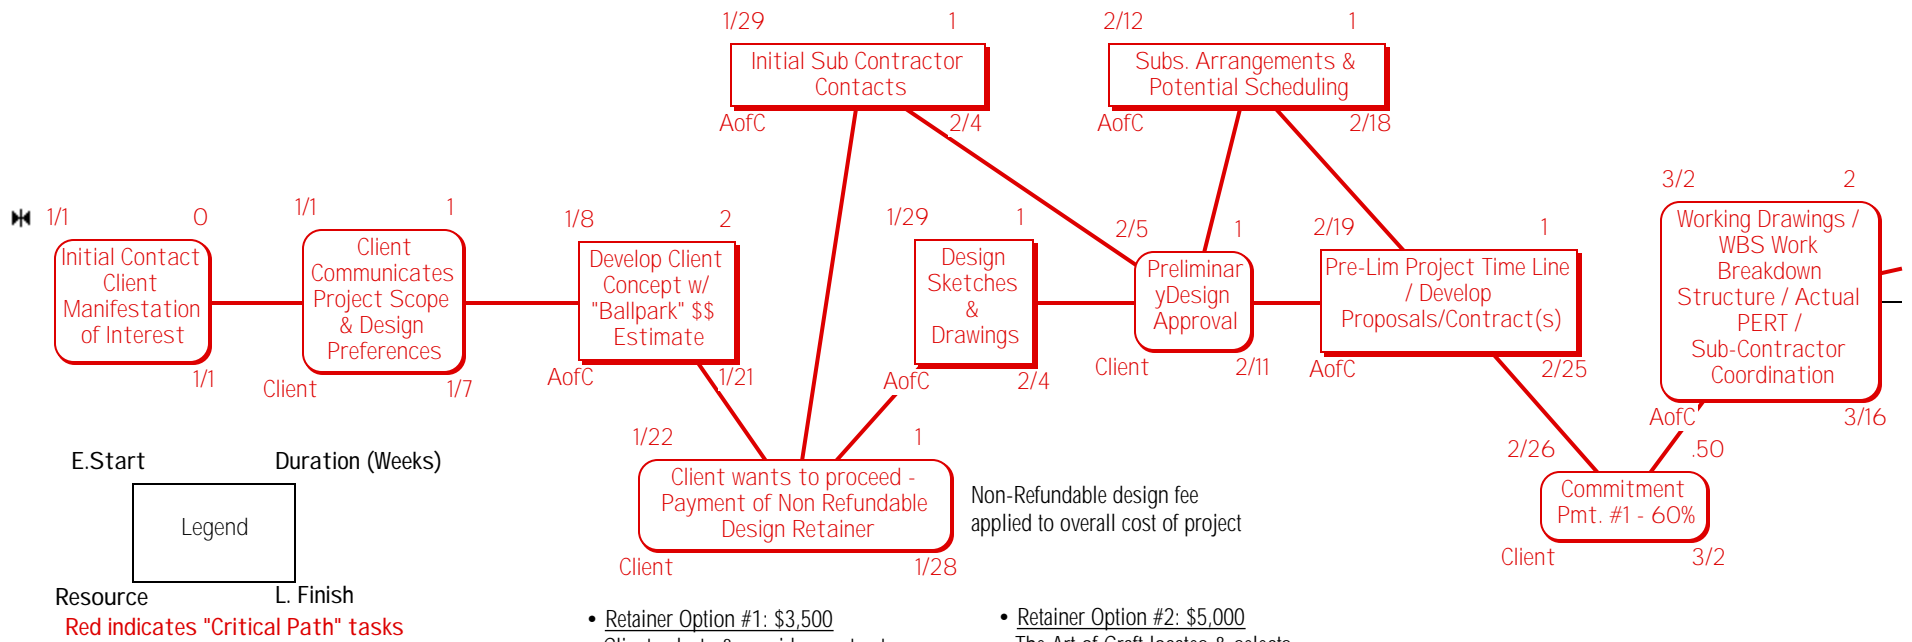 1/29 1
Initial Sub Contractor
Contacts
AofC 2/4
2/12 1
Subs. Arrangements &
Potential Scheduling
AofC 2/18
1/1 0
Initial Contact
Client
Manifestation
of Interest
1/1
1/1 1
Client
Communicates
Project Scope
& Design
Preferences
Client 1/7
1/8 2
Develop Client
Concept w/
"Ballpark" $$
Estimate
AofC 1/21
1/29 1
Design
Sketches
&
Drawings
AofC 2/4
2/5 1
Preliminar
yDesign
Approval
Client 2/11
2/19 1
Pre-Lim Project Time Line
/ Develop
Proposals/Contract(s)
AofC 2/25
3/2 2
Working Drawings /
WBS Work
Breakdown
Structure / Actual
PERT /
Sub-Contractor
Coordination
AofC 3/16
1/22 1
Client wants to proceed -
Payment of Non Refundable
Design Retainer
Client 1/28
Non-Refundable design fee
applied to overall cost of project
2/26 .50
Commitment
Pmt. #1 - 60%
Client 3/2
E.Start Duration (Weeks)
Legend
Resource L. Finish
Red indicates "Critical Path" tasks
• Retainer Option #1: $3,500
• Retainer Option #2: $5,000
The Art of Craft locates & selects